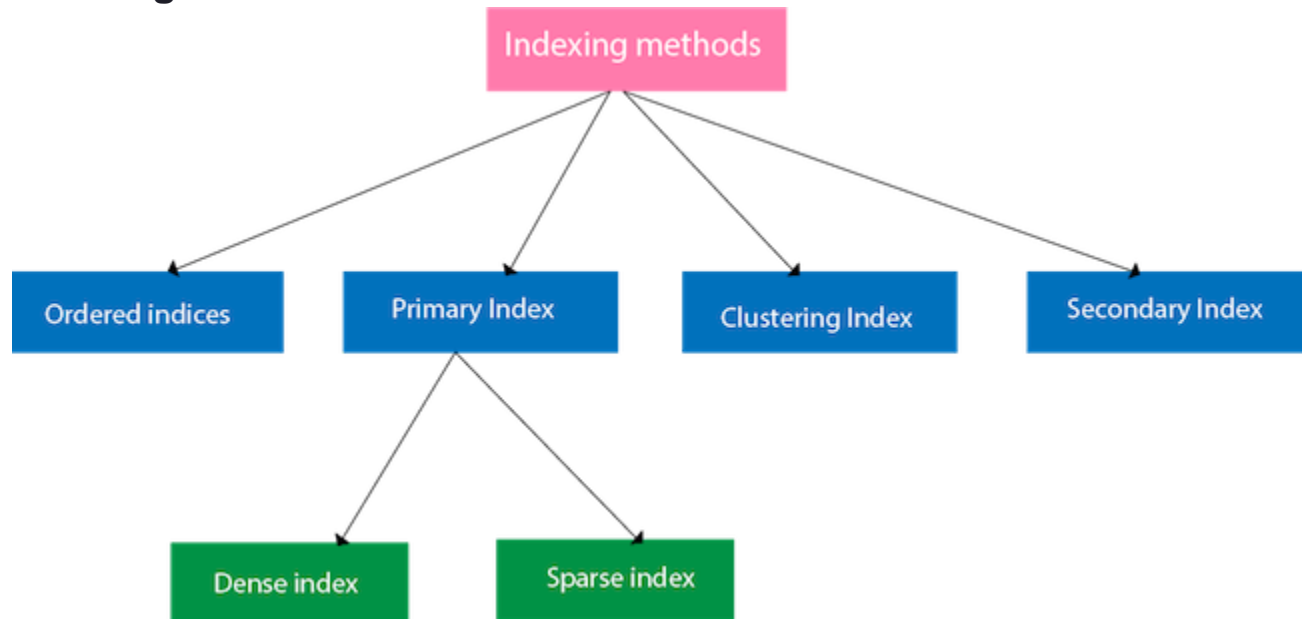 Indexing methods
Ordered indices
Primary Index
Clustering Index
Secondary Index
Dense index
Sparse index